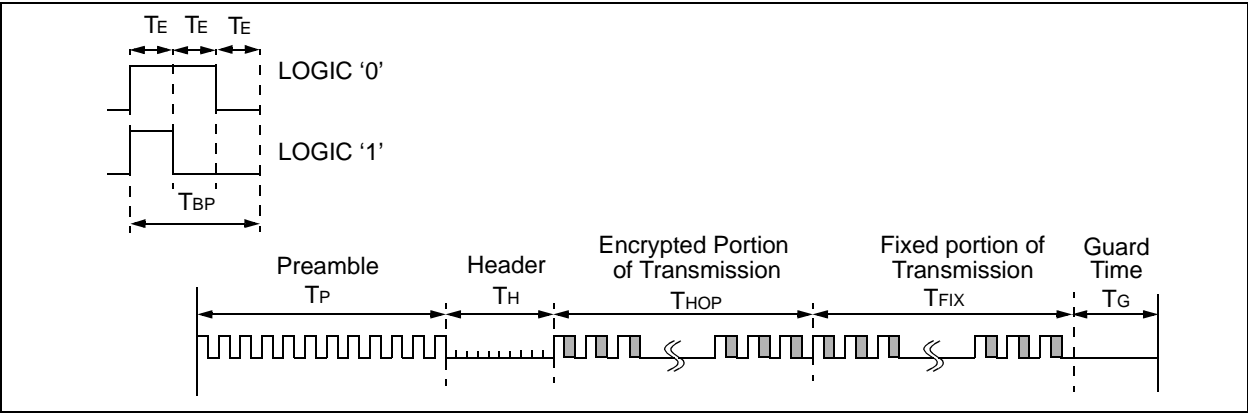 TE TE TE
LOGIC ‘0’
LOGIC ‘1’
TBP
Preamble
TP
Header
TH
Encrypted Portion
of Transmission
THOP
Fixed portion of
Transmission
TFIX
Guard
Time
TG